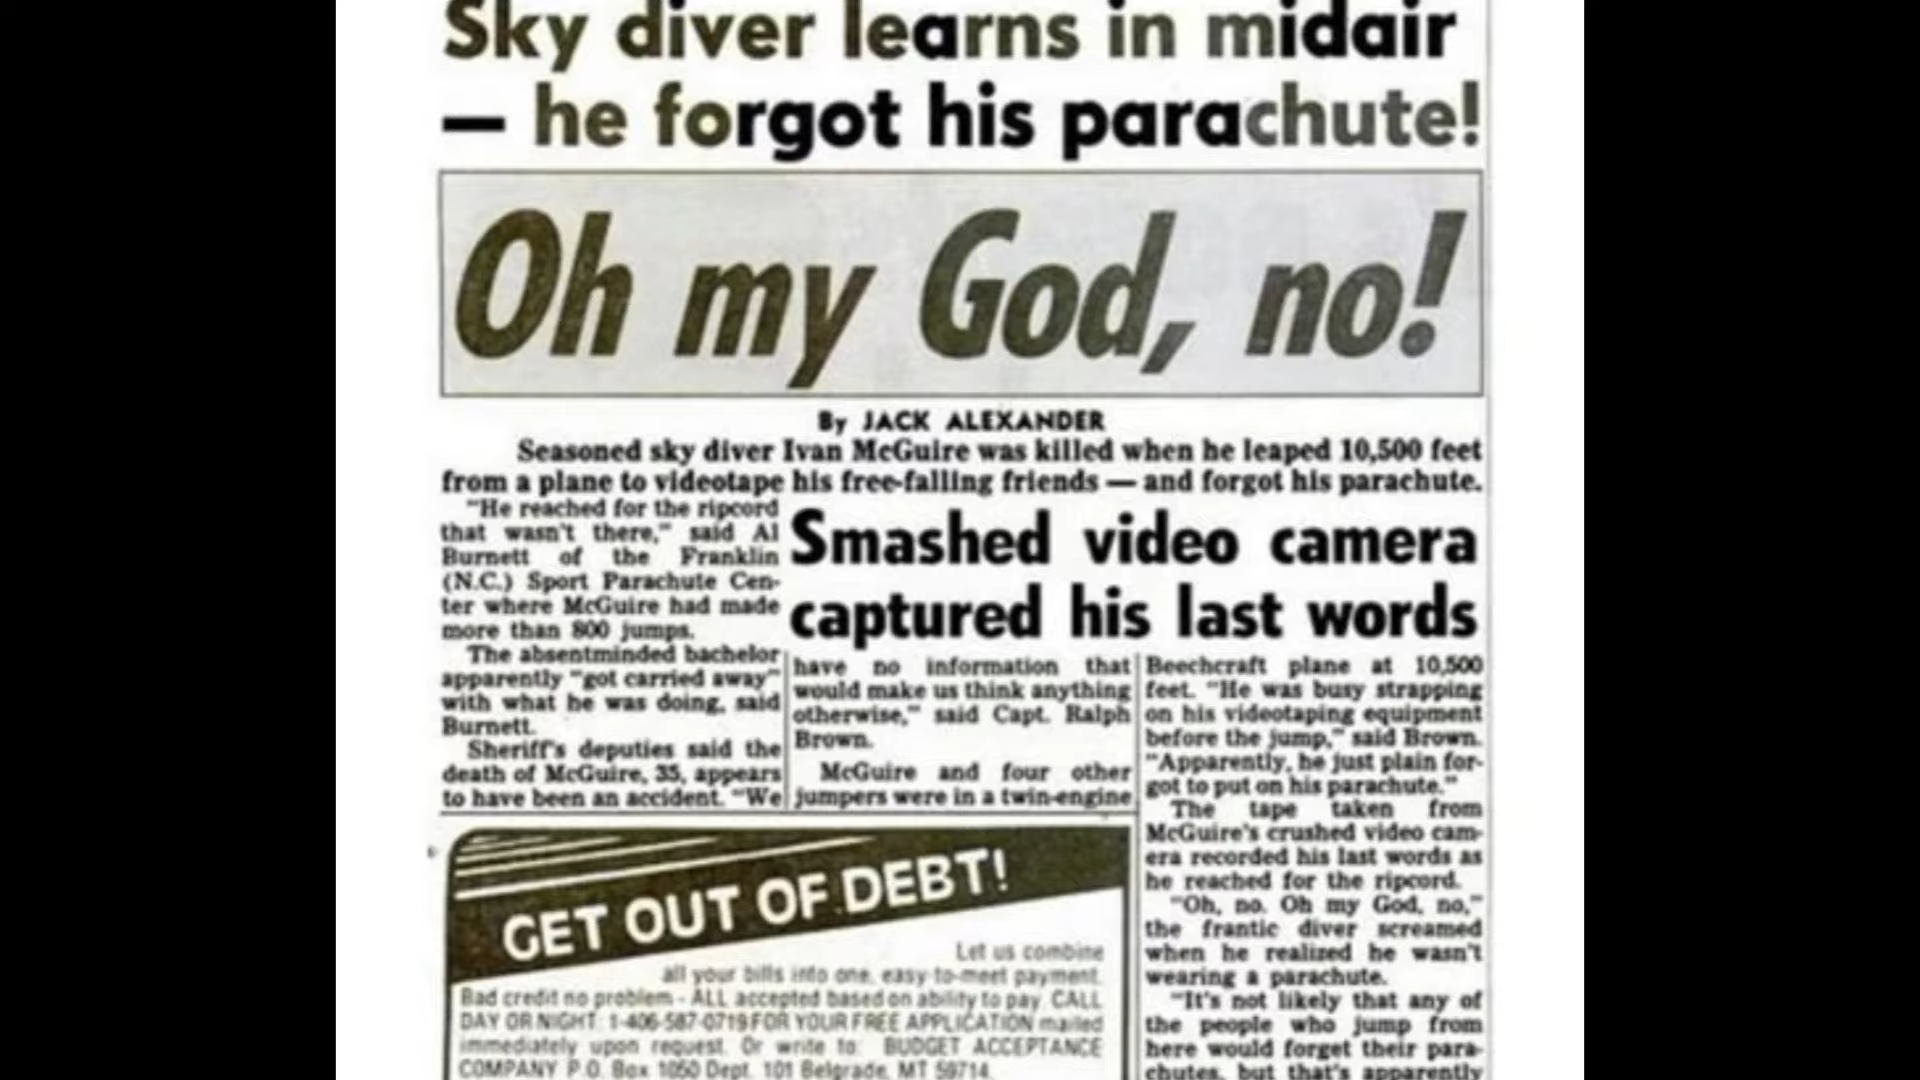 Sky diver learns in midair
— he forgot his parachute!
Oh my God, no!
By JACK ALEXANDER
Seasoned sky diver Ivan McGuire was killed when he leaped 10,500 feet
from a plane to videotape his free-falling friends — and forgot his parachute.
"He reached for the ripcord
that wasn't there," said Al
Burnett of the Franklin
(N.C.) Sport Parachute Cen-
ter where McGuire had made
more than 800 jumps.
The absentminded bachelor
apparently "got carried away"
with what he was doing, said
Burnett.
Sheriff's deputies said the
death of McGuire, 35, appears
to have been an accident. "We
Smashed video camera
captured his last words
have no information that
would make us think anything
otherwise," said Capt. Ralph
Brown.
McGuire and four other
jumpers were in a twin-engine
Beechcraft plane at 10,500
feet. "He was busy strapping
on his videotaping equipment
before the jump," said Brown.
"Apparently, he just plain for-
got to put on his parachute."
The tape taken from
McGuire's crushed video cam-
era recorded his last words as
he reached for the ripcord.
"Oh, no. Oh my God, no,"
the frantic diver screamed
when he realized he wasn't
wearing a parachute.
"It's not likely that any of
the people who jump from
here would forget their para-
chutes, but that's apparently
GET OUT OF DEBT!
Let us combine
all your bills into one, easy-to-meet payment.
Bad credit no problem - ALL accepted based on ability to pay. CALL
DAY OR NIGHT: 1-406-587-0719 FOR YOUR FREE APPLICATION mailed
immediately upon request. Or write to: BUDGET ACCEPTANCE
COMPANY P.O. Box 1050 Dept. 101 Belgrade, MT 59714.